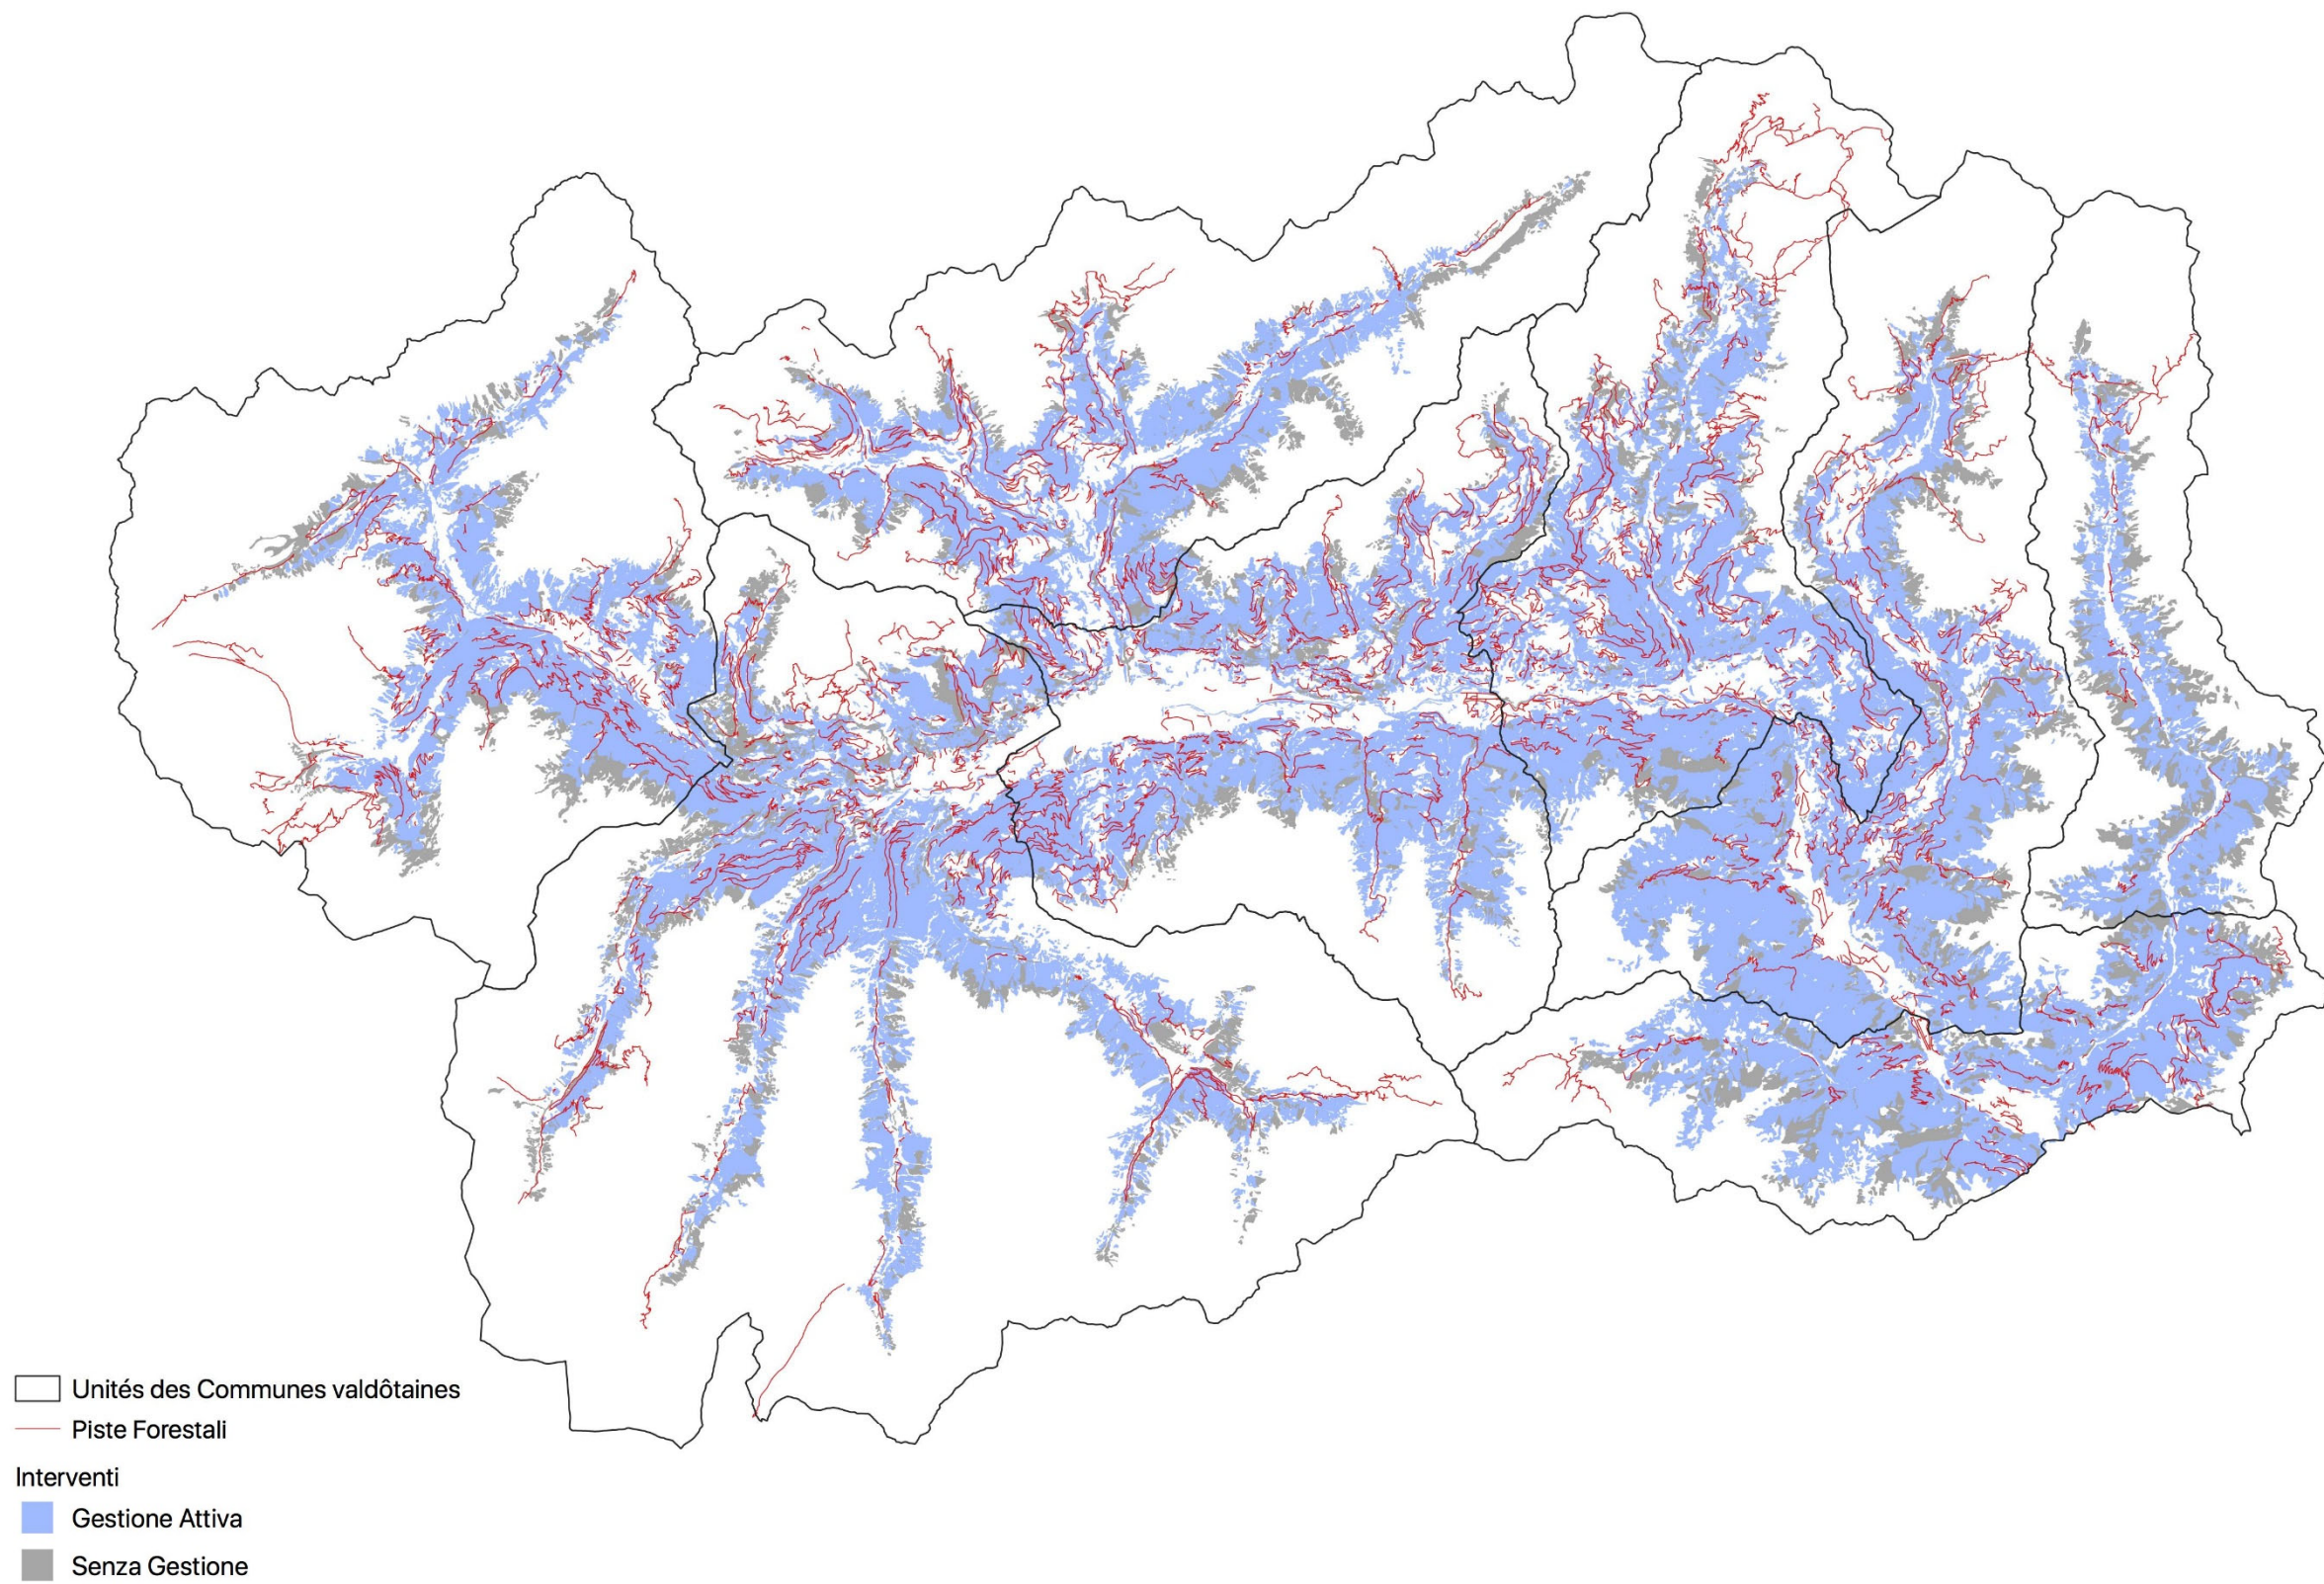 Unités des Communes valdôtaines
Piste Forestali
Interventi
Gestione Attiva
Senza Gestione